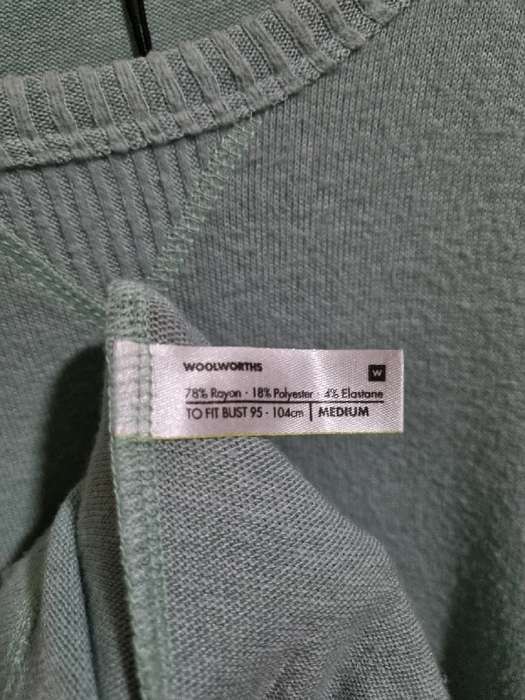 WOOLWORTHS
W
78% Rayon · 18% Polyester 4% Elastane
TO FIT BUST 95 - 104cm | MEDIUM